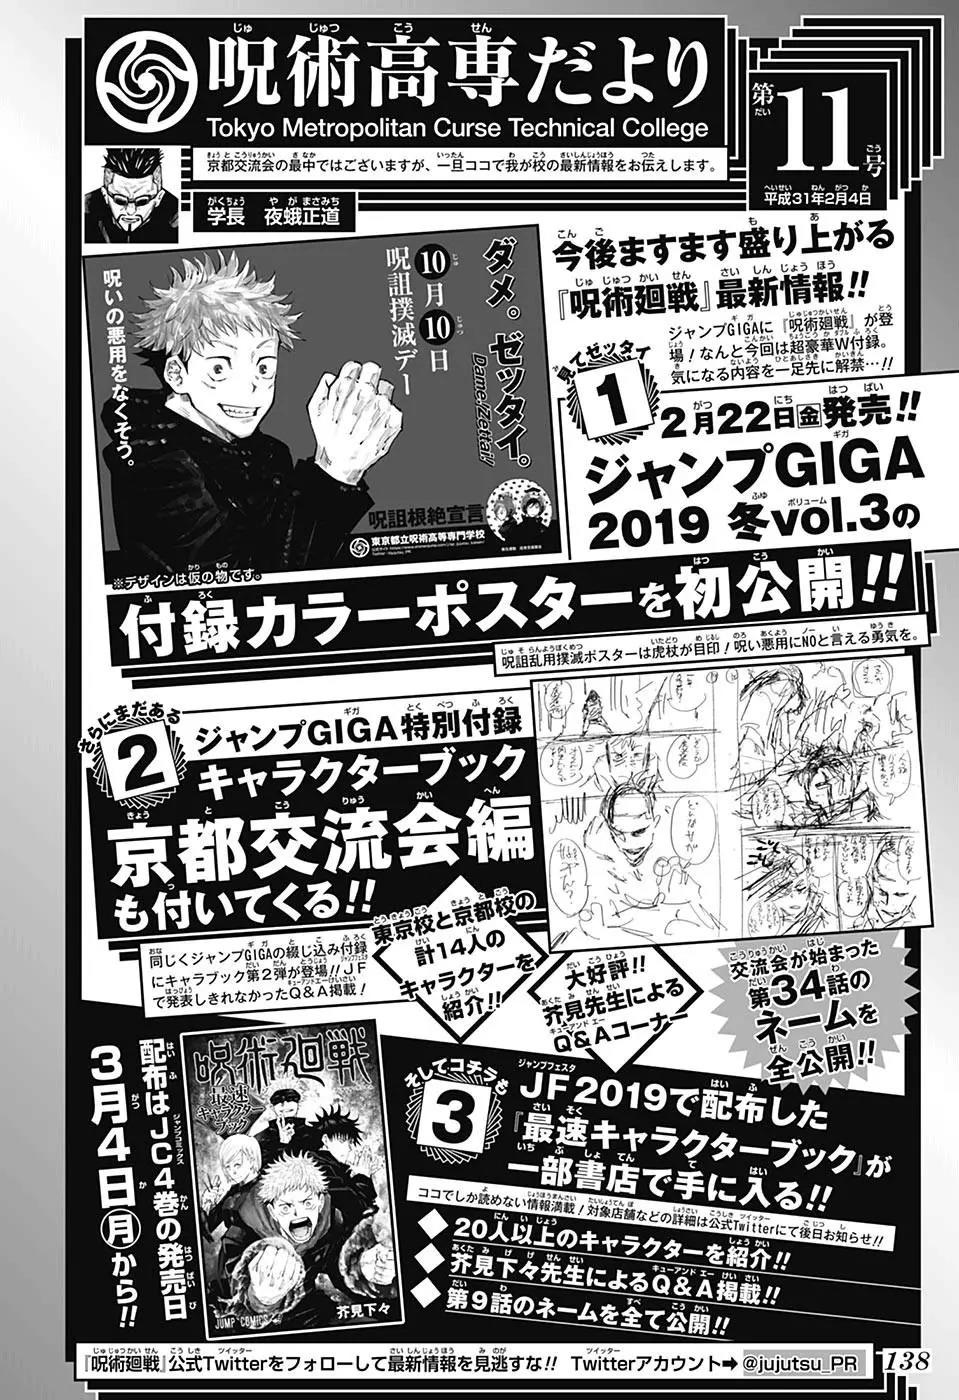 呪術高専だより
Tokyo Metropolitan Curse Technical College
第11号
平成31年2月4日
京都交流会の最中ではございますが、一旦ココで我が校の最新情報をお伝えします。
学長 夜蛾正道
今後ますます盛り上がる
『呪術廻戦』最新情報!!
ジャンプGIGAに『呪術廻戦』が登
場!なんと今回は超豪華W付録。
気になる内容を一足先に解禁…!!
呪いの悪用をなくそう。
10月10日
呪詛撲滅デー
ダメ。ゼッタイ。
Dame!Zettai!!
呪詛根絶宣言
東京都立呪術高等専門学校
※デザインは仮の物です。
見てゼッタイ
1
2月22日㊎発売!!
ジャンプGIGA
2019 冬vol.3の
付録カラーポスターを初公開!!
呪詛乱用撲滅ポスターは虎杖が目印!呪い悪用にNOと言える勇気を。
さらにまだある
2
ジャンプGIGA特別付録
キャラクターブック
京都交流会編
も付いてくる!!
同じくジャンプGIGAの綴じ込み付録
にキャラブック第2弾が登場!!JF
で発表しきれなかったQ&A掲載!
東京校と京都校の
計14人の
キャラクターを
紹介!!
大好評!!
芥見先生による
Q&Aコーナー
交流会が始まった
第34話の
ネームを
全公開!!
そしてコチラも
3
JF2019で配布した
『最速キャラクターブック』が
一部書店で手に入る!!
ココでしか読めない情報満載!対象店舗などの詳細は公式Twitterにて後日お知らせ!!
◆20人以上のキャラクターを紹介!!
◆芥見下々先生によるQ&A掲載!!
◆第9話のネームを全て公開!!
配布はJC4巻の発売日
3月4日㊊から!!
呪術廻戦
最速
キャラクター
ブック
芥見下々
JUMP COMICS
『呪術廻戦』公式Twitterをフォローして最新情報を見逃すな!! Twitterアカウント➡@jujutsu_PR
138